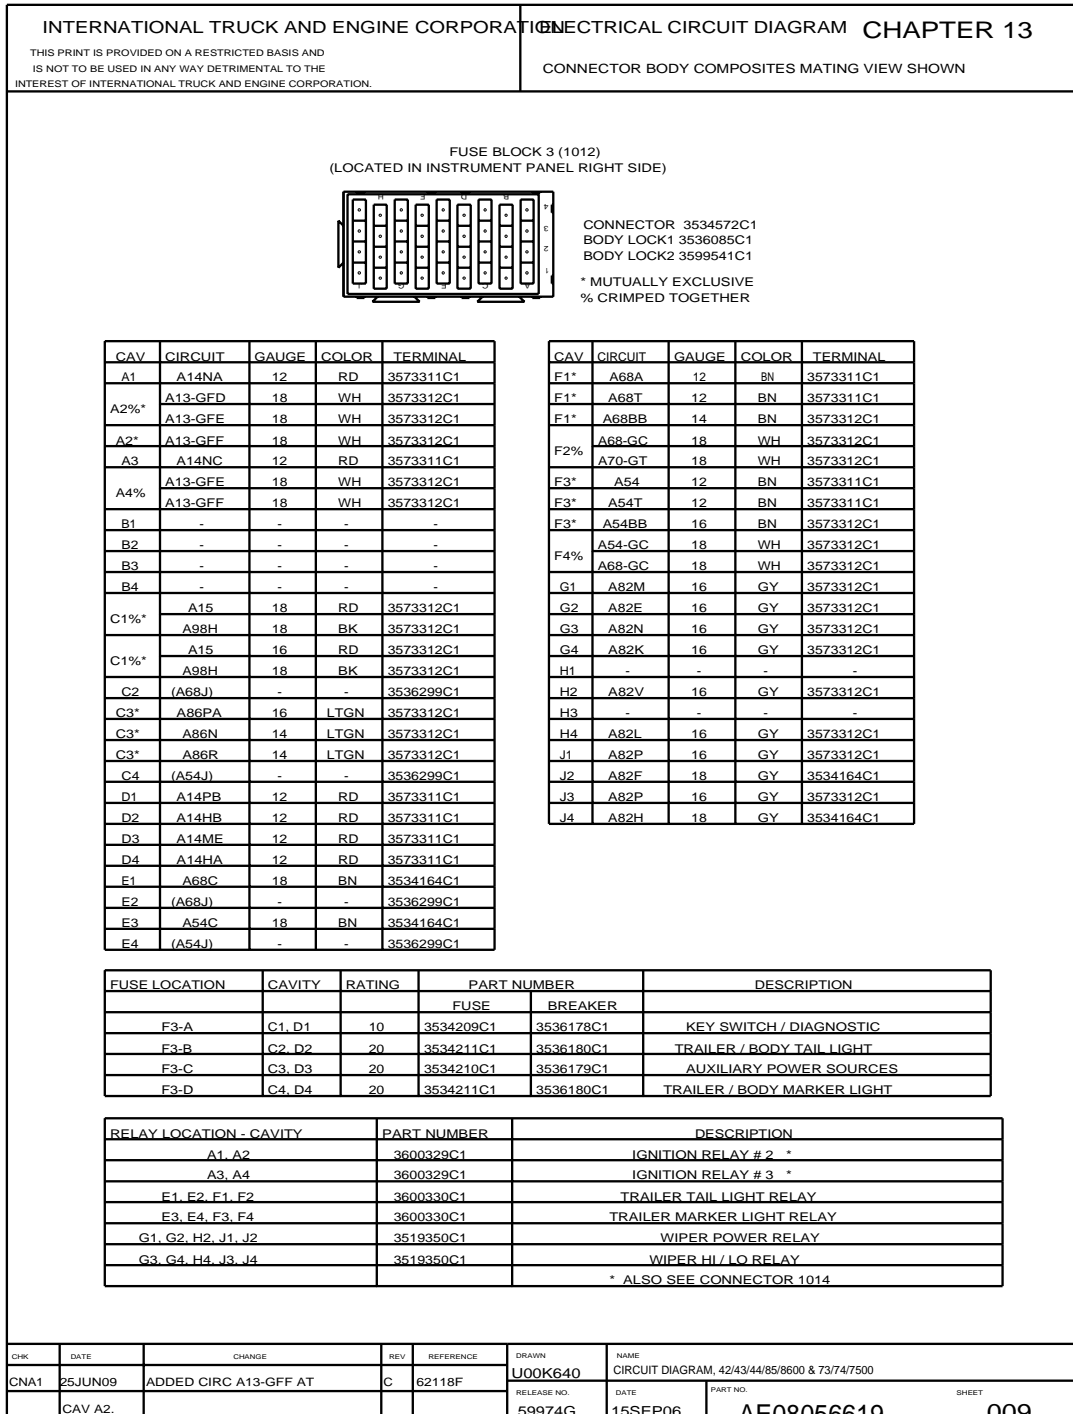 INTERNATIONAL TRUCK AND ENGINE CORPORATION
ELECTRICAL CIRCUIT DIAGRAM CHAPTER 13
THIS PRINT IS PROVIDED ON A RESTRICTED BASIS AND
IS NOT TO BE USED IN ANY WAY DETRIMENTAL TO THE
INTEREST OF INTERNATIONAL TRUCK AND ENGINE CORPORATION.
CONNECTOR BODY COMPOSITES MATING VIEW SHOWN
FUSE BLOCK 3 (1012)
(LOCATED IN INSTRUMENT PANEL RIGHT SIDE)
H F D B
4
3
2
1
J G E C A
CONNECTOR 3534572C1
BODY LOCK1 3536085C1
BODY LOCK2 3599541C1
* MUTUALLY EXCLUSIVE
% CRIMPED TOGETHER
CAV CIRCUIT GAUGE COLOR TERMINAL
A1 A14NA 12 RD 3573311C1
A2%* A13-GFD 18 WH 3573312C1
A13-GFE 18 WH 3573312C1
A2* A13-GFF 18 WH 3573312C1
A3 A14NC 12 RD 3573311C1
A4% A13-GFE 18 WH 3573312C1
A13-GFF 18 WH 3573312C1
B1 - - - -
B2 - - - -
B3 - - - -
B4 - - - -
C1%* A15 18 RD 3573312C1
A98H 18 BK 3573312C1
C1%* A15 16 RD 3573312C1
A98H 18 BK 3573312C1
C2 (A68J) - - 3536299C1
C3* A86PA 16 LTGN 3573312C1
C3* A86N 14 LTGN 3573312C1
C3* A86R 14 LTGN 3573312C1
C4 (A54J) - - 3536299C1
D1 A14PB 12 RD 3573311C1
D2 A14HB 12 RD 3573311C1
D3 A14ME 12 RD 3573311C1
D4 A14HA 12 RD 3573311C1
E1 A68C 18 BN 3534164C1
E2 (A68J) - - 3536299C1
E3 A54C 18 BN 3534164C1
E4 (A54J) - - 3536299C1
CAV CIRCUIT GAUGE COLOR TERMINAL
F1* A68A 12 BN 3573311C1
F1* A68T 12 BN 3573311C1
F1* A68BB 14 BN 3573312C1
F2% A68-GC 18 WH 3573312C1
A70-GT 18 WH 3573312C1
F3* A54 12 BN 3573311C1
F3* A54T 12 BN 3573311C1
F3* A54BB 16 BN 3573312C1
F4% A54-GC 18 WH 3573312C1
A68-GC 18 WH 3573312C1
G1 A82M 16 GY 3573312C1
G2 A82E 16 GY 3573312C1
G3 A82N 16 GY 3573312C1
G4 A82K 16 GY 3573312C1
H1 - - - -
H2 A82V 16 GY 3573312C1
H3 - - - -
H4 A82L 16 GY 3573312C1
J1 A82P 16 GY 3573312C1
J2 A82F 18 GY 3534164C1
J3 A82P 16 GY 3573312C1
J4 A82H 18 GY 3534164C1
FUSE LOCATION CAVITY RATING PART NUMBER DESCRIPTION
FUSE BREAKER
F3-A C1, D1 10 3534209C1 3536178C1 KEY SWITCH / DIAGNOSTIC
F3-B C2, D2 20 3534211C1 3536180C1 TRAILER / BODY TAIL LIGHT
F3-C C3, D3 20 3534210C1 3536179C1 AUXILIARY POWER SOURCES
F3-D C4, D4 20 3534211C1 3536180C1 TRAILER / BODY MARKER LIGHT
RELAY LOCATION - CAVITY PART NUMBER DESCRIPTION
A1, A2 3600329C1 IGNITION RELAY # 2 *
A3, A4 3600329C1 IGNITION RELAY # 3 *
E1, E2, F1, F2 3600330C1 TRAILER TAIL LIGHT RELAY
E3, E4, F3, F4 3600330C1 TRAILER MARKER LIGHT RELAY
G1, G2, H2, J1, J2 3519350C1 WIPER POWER RELAY
G3, G4, H4, J3, J4 3519350C1 WIPER HI / LO RELAY
* ALSO SEE CONNECTOR 1014
CHK DATE CHANGE REV REFERENCE DRAWN NAME
CNA1 25JUN09 ADDED CIRC A13-GFF AT C 62118F U00K640 CIRCUIT DIAGRAM, 42/43/44/85/8600 & 73/74/7500
RELEASE NO. DATE PART NO. SHEET
CAV A2. 59974G 15SEP06 AE08056619 009